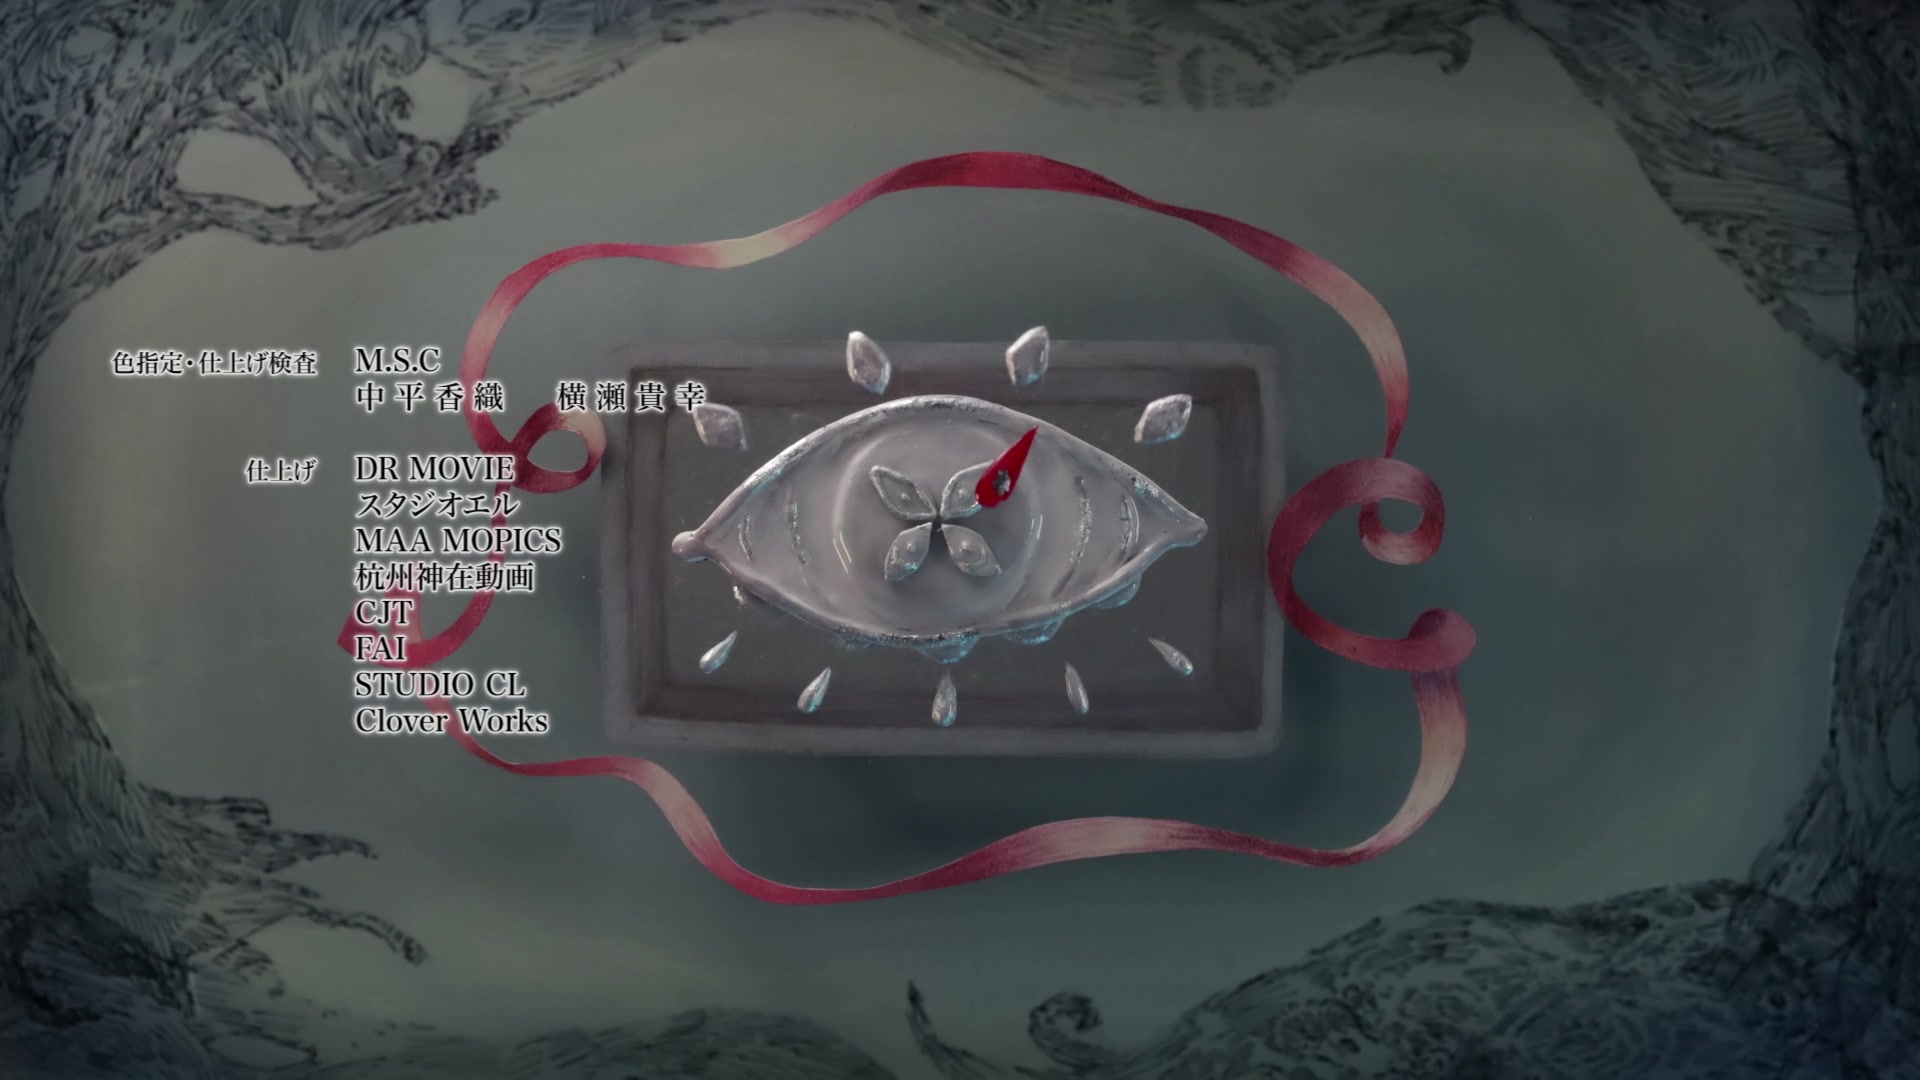 色指定・仕上げ検査 M.S.C
中平香織 横瀬貴幸
仕上げ DR MOVIE
スタジオエル
MAA MOPICS
杭州神在動画
CJT
FAI
STUDIO CL
Clover Works